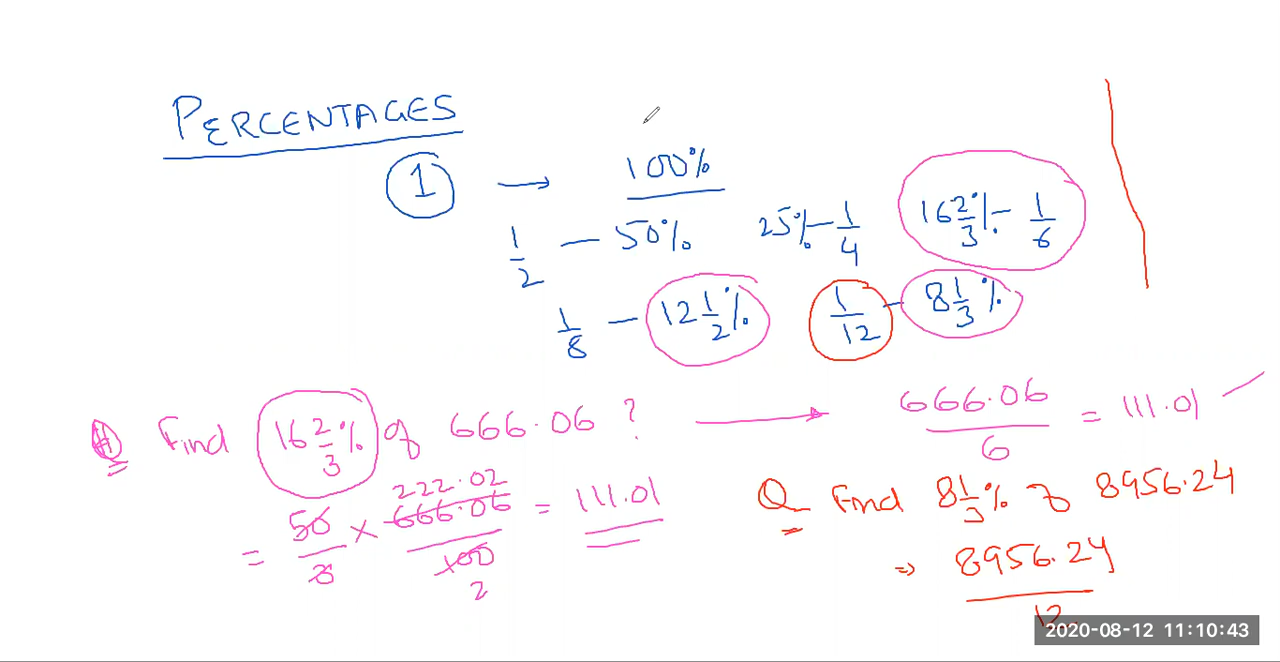 PERCENTAGES
1 → 100%
1/2 — 50% 25% — 1/4 16 2/3% — 1/6
1/8 — 12 1/2% 1/12 — 8 1/3%
Find 16 2/3% of 666.06 ? → 666.06/6 = 111.01
= 50/3 × 666.06/100 = 111.01
222.02
2
Q Find 8 1/3% of 8956.24
⇒ 8956.24/12
2020-08-12 11:10:43